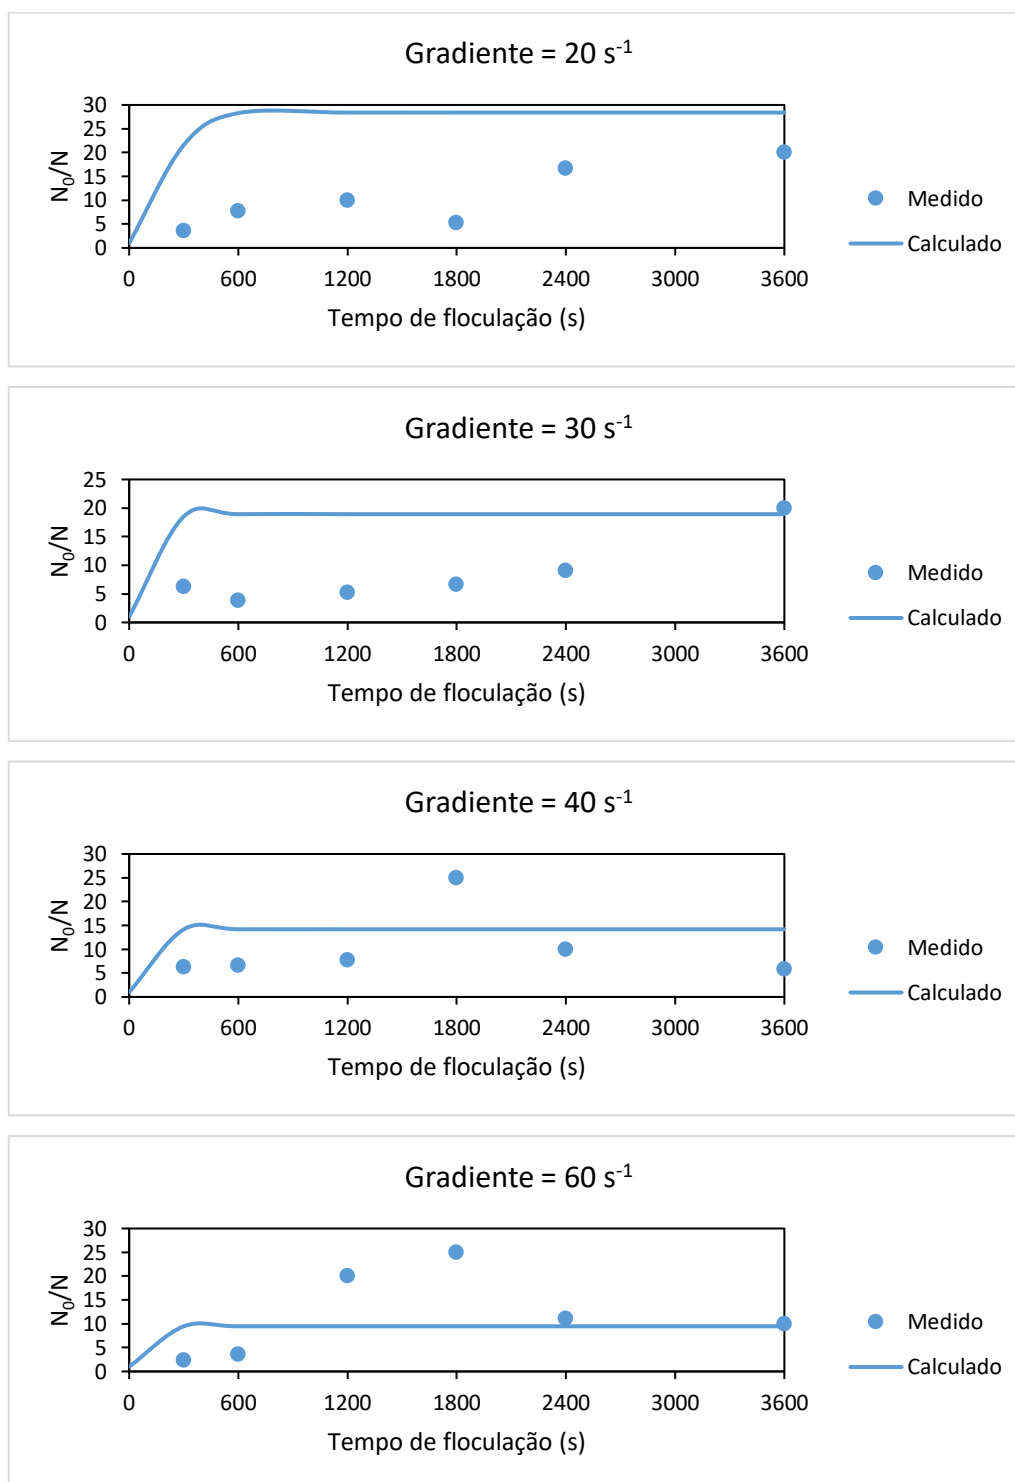 Gradiente = 20 s⁻¹
30
25
20
15
10
5
0
N₀/N
0 600 1200 1800 2400 3000 3600
Tempo de floculação (s)
Medido
Calculado
Gradiente = 30 s⁻¹
25
20
15
10
5
0
N₀/N
0 600 1200 1800 2400 3000 3600
Tempo de floculação (s)
Medido
Calculado
Gradiente = 40 s⁻¹
30
25
20
15
10
5
0
N₀/N
0 600 1200 1800 2400 3000 3600
Tempo de floculação (s)
Medido
Calculado
Gradiente = 60 s⁻¹
30
25
20
15
10
5
0
N₀/N
0 600 1200 1800 2400 3000 3600
Tempo de floculação (s)
Medido
Calculado